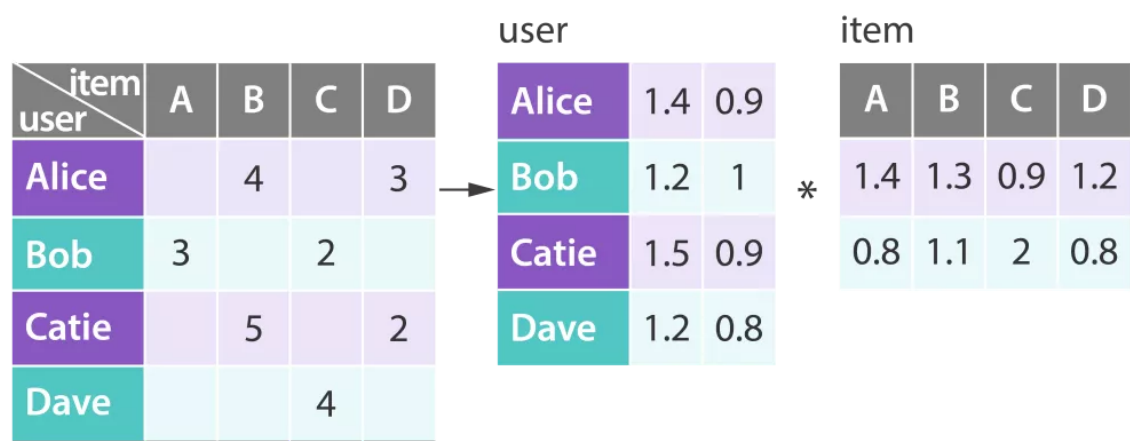 user item
item
user A B C D
Alice 4 3
Bob 3 2
Catie 5 2
Dave 4
Alice 1.4 0.9
Bob 1.2 1
Catie 1.5 0.9
Dave 1.2 0.8
*
A B C D
1.4 1.3 0.9 1.2
0.8 1.1 2 0.8